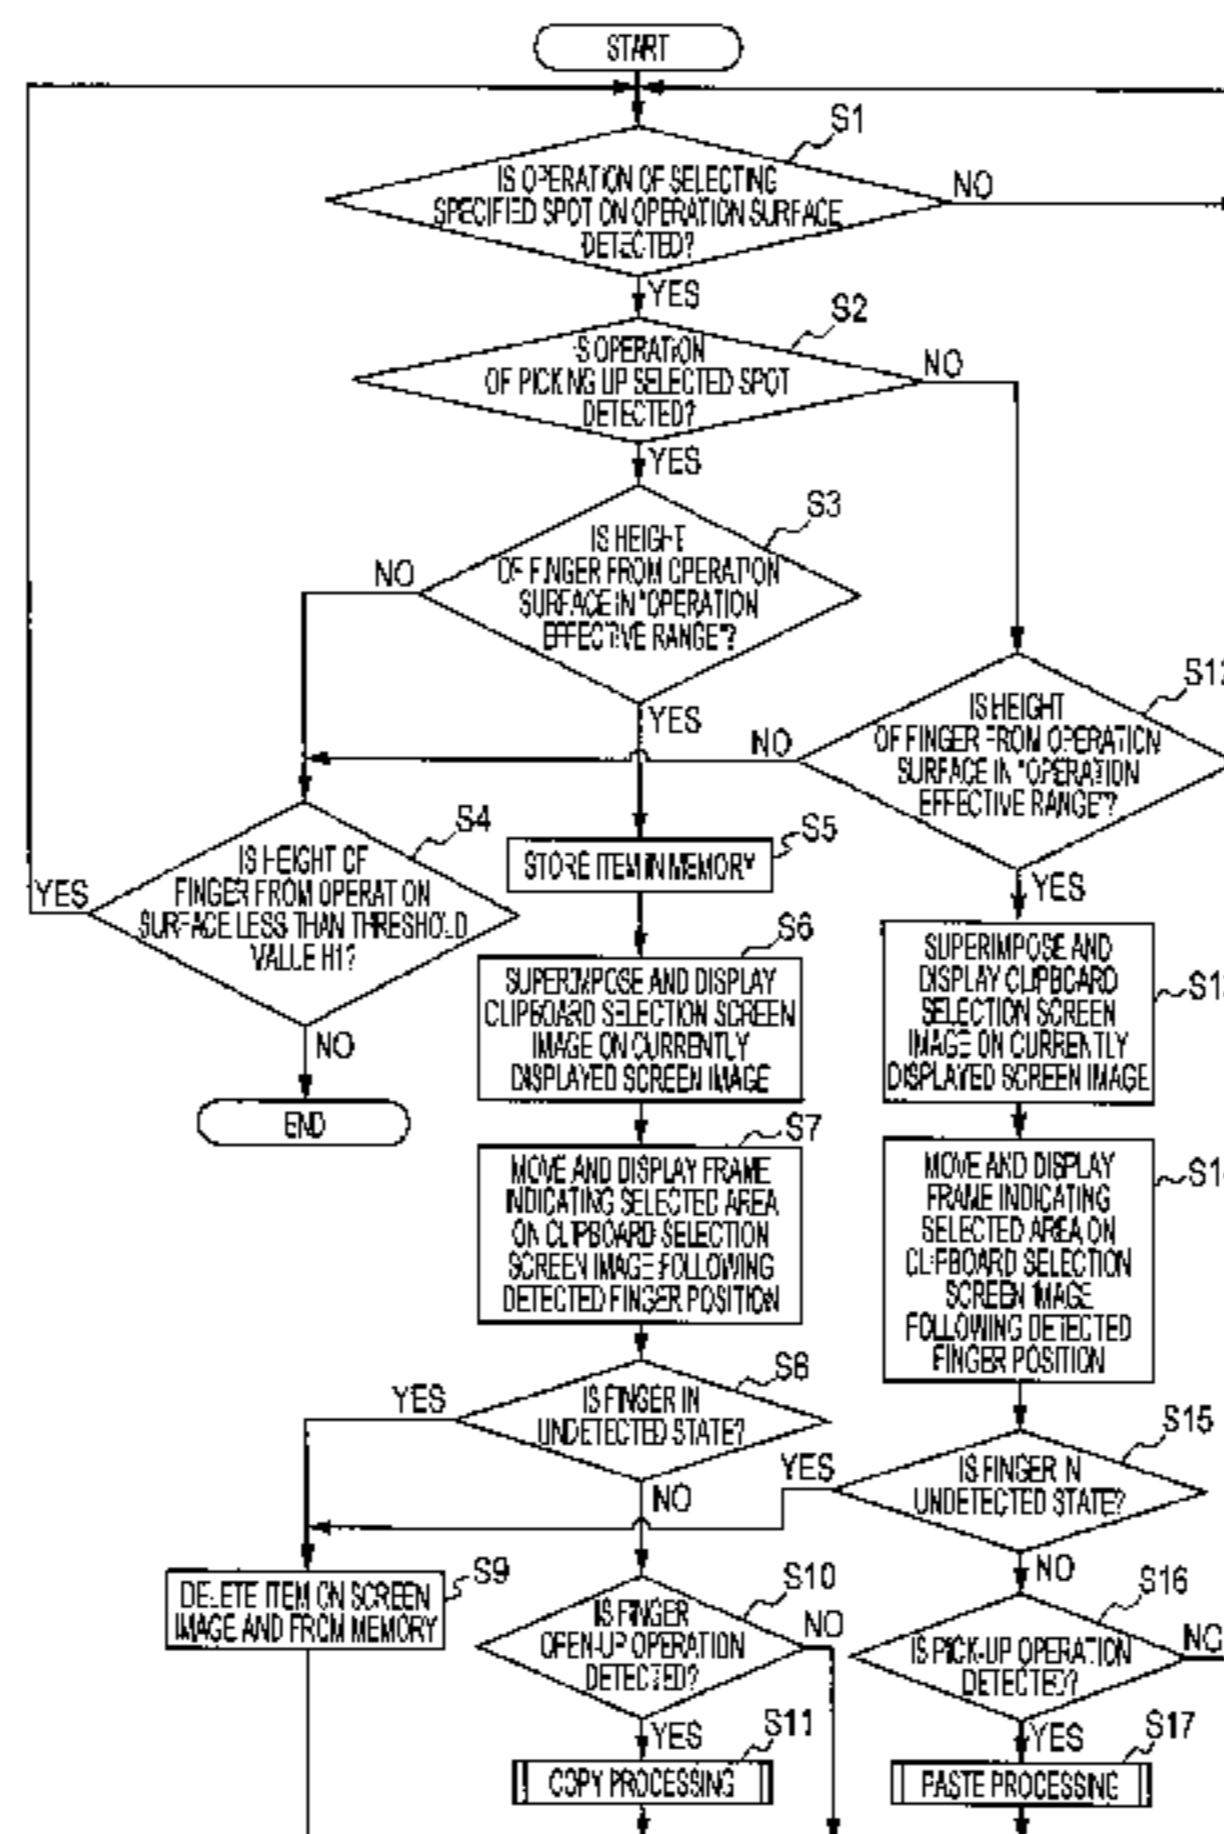 START
S1
IS OPERATION OF SELECTING
SPECIFIED SPOT ON OPERATION SURFACE
DETECTED?
NO
YES
S2
IS OPERATION
OF PICKING UP SELECTED SPOT
DETECTED?
NO
YES
S3
IS HEIGHT
OF FINGER FROM OPERATION
SURFACE IN "OPERATION
EFFECTIVE RANGE"?
NO
YES
S12
IS HEIGHT
OF FINGER FROM OPERATION
SURFACE IN "OPERATION
EFFECTIVE RANGE"?
NO
YES
S4
IS HEIGHT OF
FINGER FROM OPERATION
SURFACE LESS THAN THRESHOLD
VALUE H1?
YES
NO
END
S5
STORE ITEM IN MEMORY
S6
SUPERIMPOSE AND DISPLAY
CLIPBOARD SELECTION SCREEN
IMAGE ON CURRENTLY
DISPLAYED SCREEN IMAGE
SUPERIMPOSE AND
DISPLAY CLIPBOARD
SELECTION SCREEN
IMAGE ON CURRENTLY
DISPLAYED SCREEN IMAGE
S7
MOVE AND DISPLAY FRAME
INDICATING SELECTED AREA
ON CLIPBOARD SELECTION
SCREEN IMAGE FOLLOWING
DETECTED FINGER POSITION
MOVE AND DISPLAY
FRAME INDICATING
SELECTED AREA ON
CLIPBOARD SELECTION
SCREEN IMAGE
FOLLOWING DETECTED
FINGER POSITION
S8
IS FINGER IN
UNDETECTED STATE?
YES
NO
S15
IS FINGER IN
UNDETECTED STATE?
YES
NO
S9
DELETE ITEM ON SCREEN
IMAGE AND FROM MEMORY
S10
IS FINGER
OPEN-UP OPERATION
DETECTED?
NO
YES
S16
IS PICK-UP OPERATION
DETECTED?
NO
YES
S11
COPY PROCESSING
S17
PASTE PROCESSING